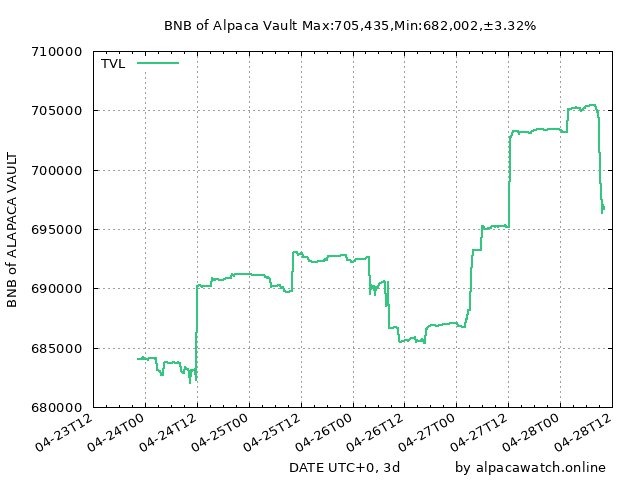 BNB of Alpaca Vault Max:705,435,Min:682,002,±3.32%
TVL
BNB of ALAPACA VAULT
710000
705000
700000
695000
690000
685000
680000
04-23T12
04-24T00
04-24T12
04-25T00
04-25T12
04-26T00
04-26T12
04-27T00
04-27T12
04-28T00
04-28T12
DATE UTC+0, 3d
by alpacawatch.online